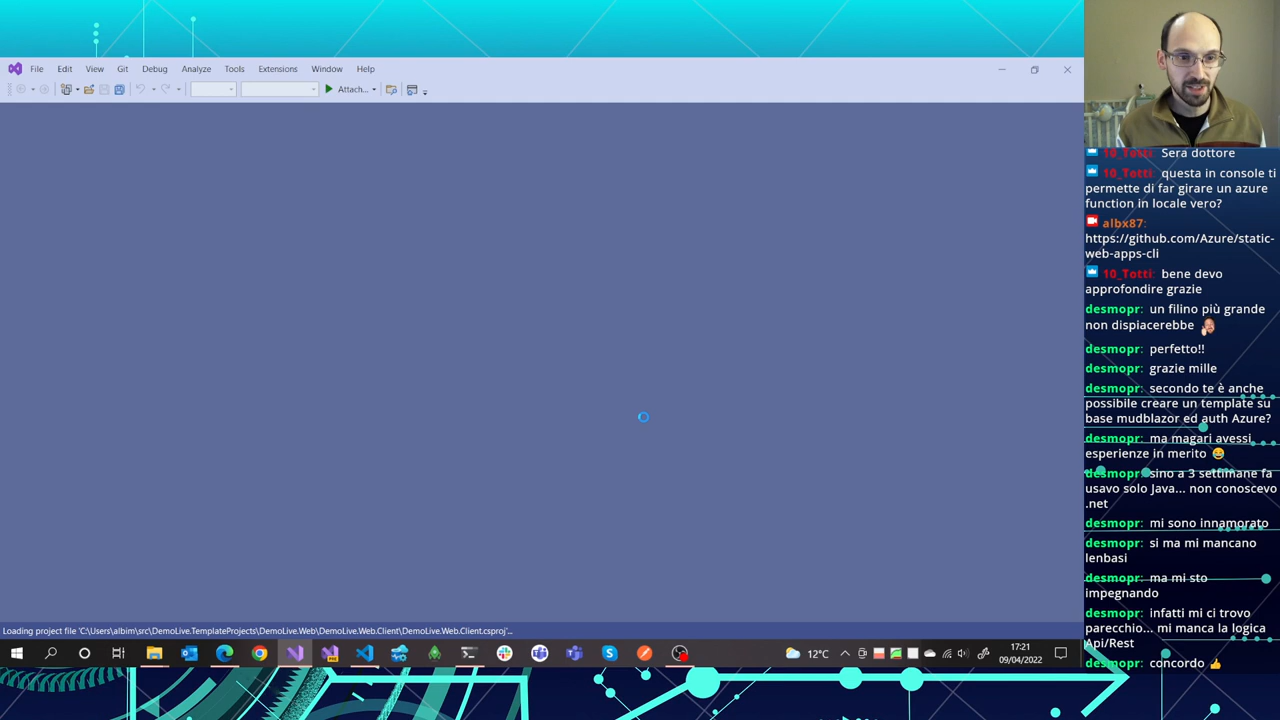 File Edit View Git Debug Analyze Tools Extensions Window Help
Attach...
10_Totti: Sera dottore
10_Totti: questa in console ti
permette di far girare un azure
function in locale vero?
albx87:
https://github.com/Azure/static-
web-apps-cli
10_Totti: bene devo
approfondire grazie
desmopr: un filino più grande
non dispiacerebbe
desmopr: perfetto!!
desmopr: grazie mille
desmopr: secondo te è anche
possibile creare un template su
base mudblazor ed auth Azure?
desmopr: ma magari avessi
esperienze in merito 😂
desmopr: sino a 3 settimane fa
usavo solo Java... non conoscevo
.net
desmopr: mi sono innamorato
desmopr: si ma mi mancano
lenbasi
desmopr: ma mi sto
impegnando
desmopr: infatti mi ci trovo
parecchio... mi manca la logica
Api/Rest
desmopr: concordo 👍
Loading project file 'C:\Users\albim\src\DemoLive.TemplateProjects\DemoLive.Web\DemoLive.Web.Client\DemoLive.Web.Client.csproj'...
12°C
17:21
09/04/2022